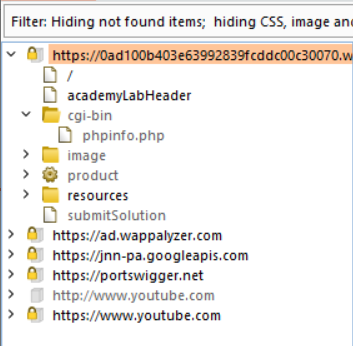 Filter: Hiding not found items;  hiding CSS, image and
https://0ad100b403e63992839fcddc00c30070.w
/
academyLabHeader
cgi-bin
phpinfo.php
image
product
resources
submitSolution
https://ad.wappalyzer.com
https://jnn-pa.googleapis.com
https://portswigger.net
http://www.youtube.com
https://www.youtube.com